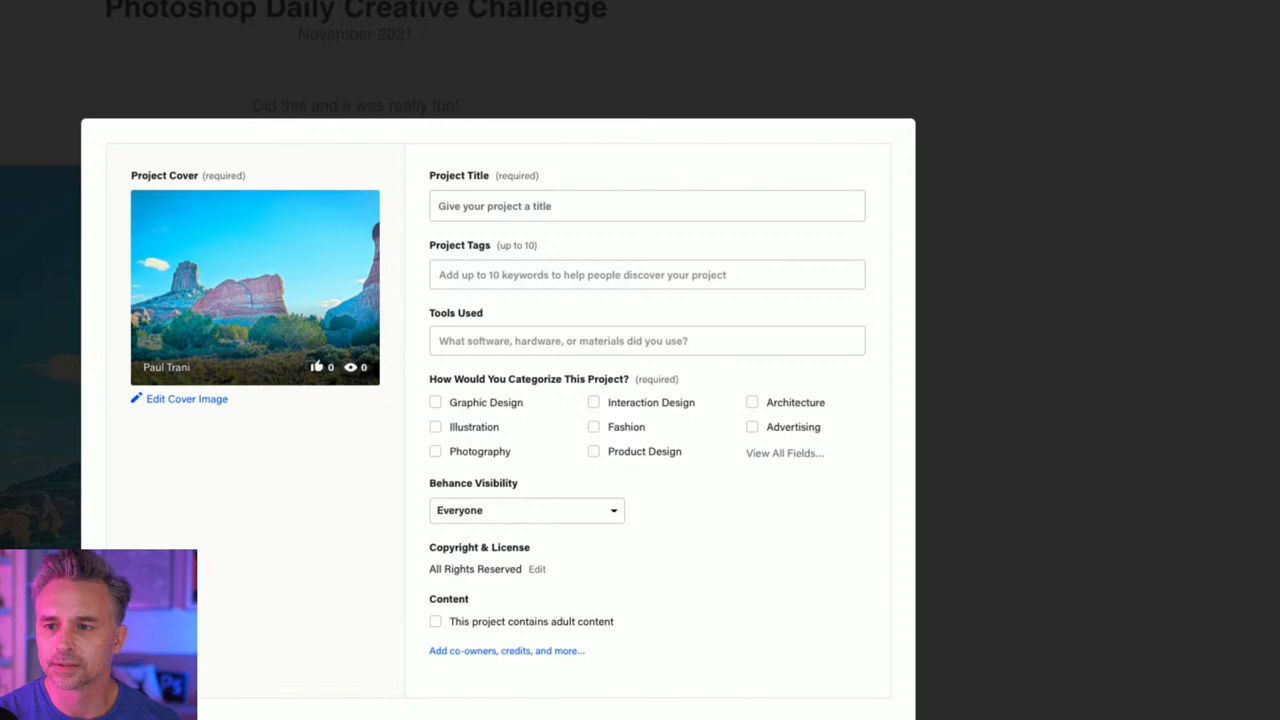 Photoshop Daily Creative Challenge
November 2021
Did this and it was really fun!
Project Cover (required)
Paul Trani
0
0
Edit Cover Image
Project Title (required)
Give your project a title
Project Tags (up to 10)
Add up to 10 keywords to help people discover your project
Tools Used
What software, hardware, or materials did you use?
How Would You Categorize This Project? (required)
Graphic Design Interaction Design Architecture
Illustration Fashion Advertising
Photography Product Design View All Fields...
Behance Visibility
Everyone
Copyright & License
All Rights Reserved Edit
Content
This project contains adult content
Add co-owners, credits, and more...